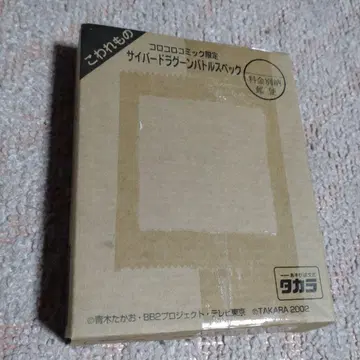 こわれもの
コロコロコミック限定
サイバードラグーンバトルスペック
料金別納
郵便
タカラ
©青木たかお・BB2プロジェクト・テレビ東京 ©TAKARA 2002